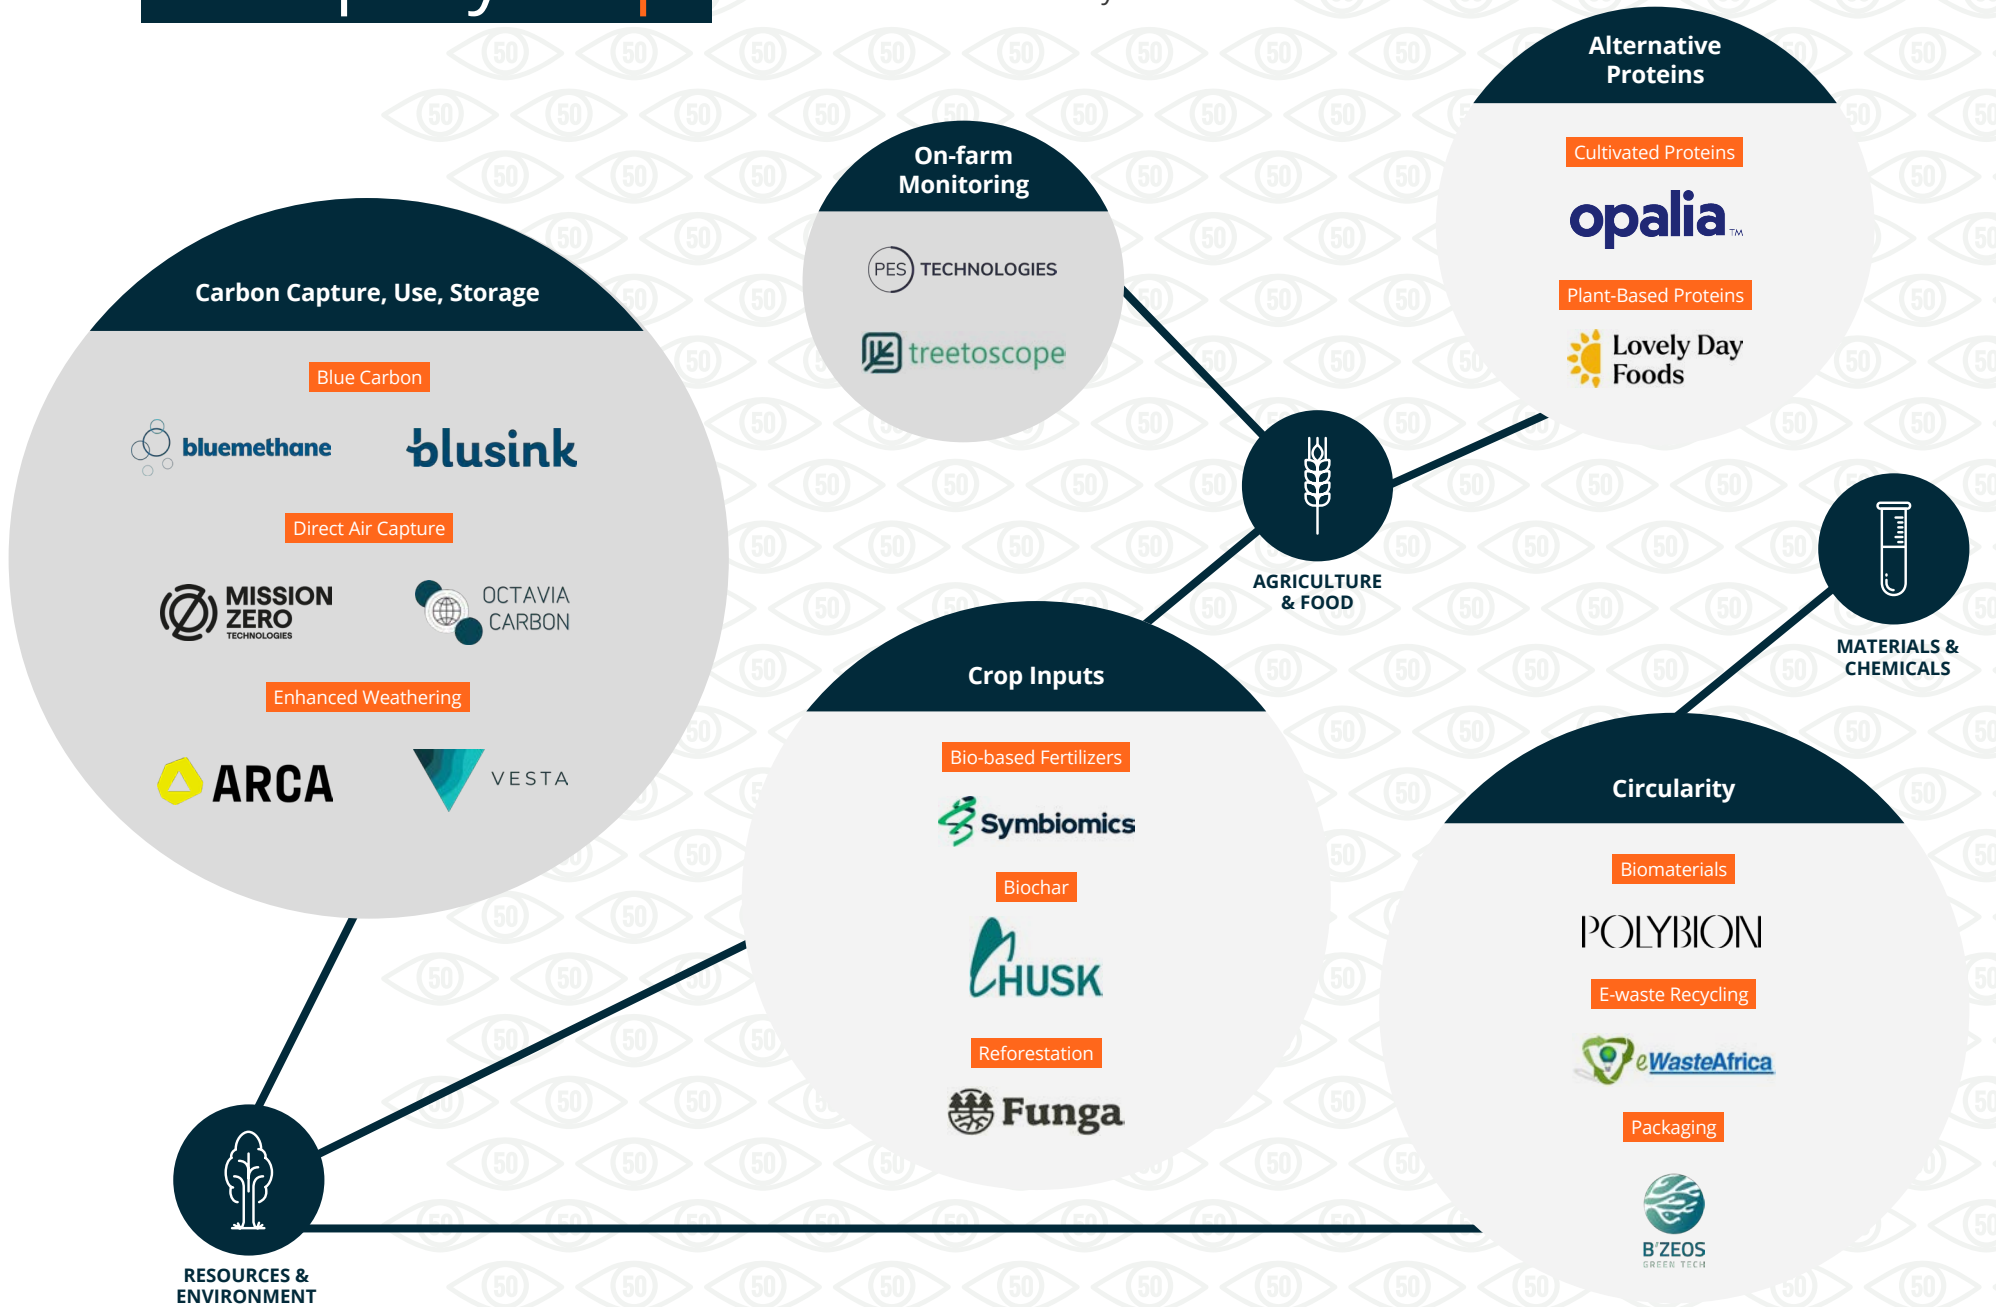 Alternative
Proteins
Cultivated Proteins
opalia™
Plant-Based Proteins
Lovely Day
Foods
On-farm
Monitoring
PES TECHNOLOGIES
treetoscope
Carbon Capture, Use, Storage
Blue Carbon
bluemethane
blusink
Direct Air Capture
MISSION
ZERO
TECHNOLOGIES
OCTAVIA
CARBON
Enhanced Weathering
ARCA
VESTA
AGRICULTURE
& FOOD
MATERIALS &
CHEMICALS
Crop Inputs
Bio-based Fertilizers
Symbiomics
Biochar
HUSK
Reforestation
Funga
Circularity
Biomaterials
POLYBION
E-waste Recycling
eWasteAfrica
Packaging
B'ZEOS
GREEN TECH
RESOURCES &
ENVIRONMENT
50